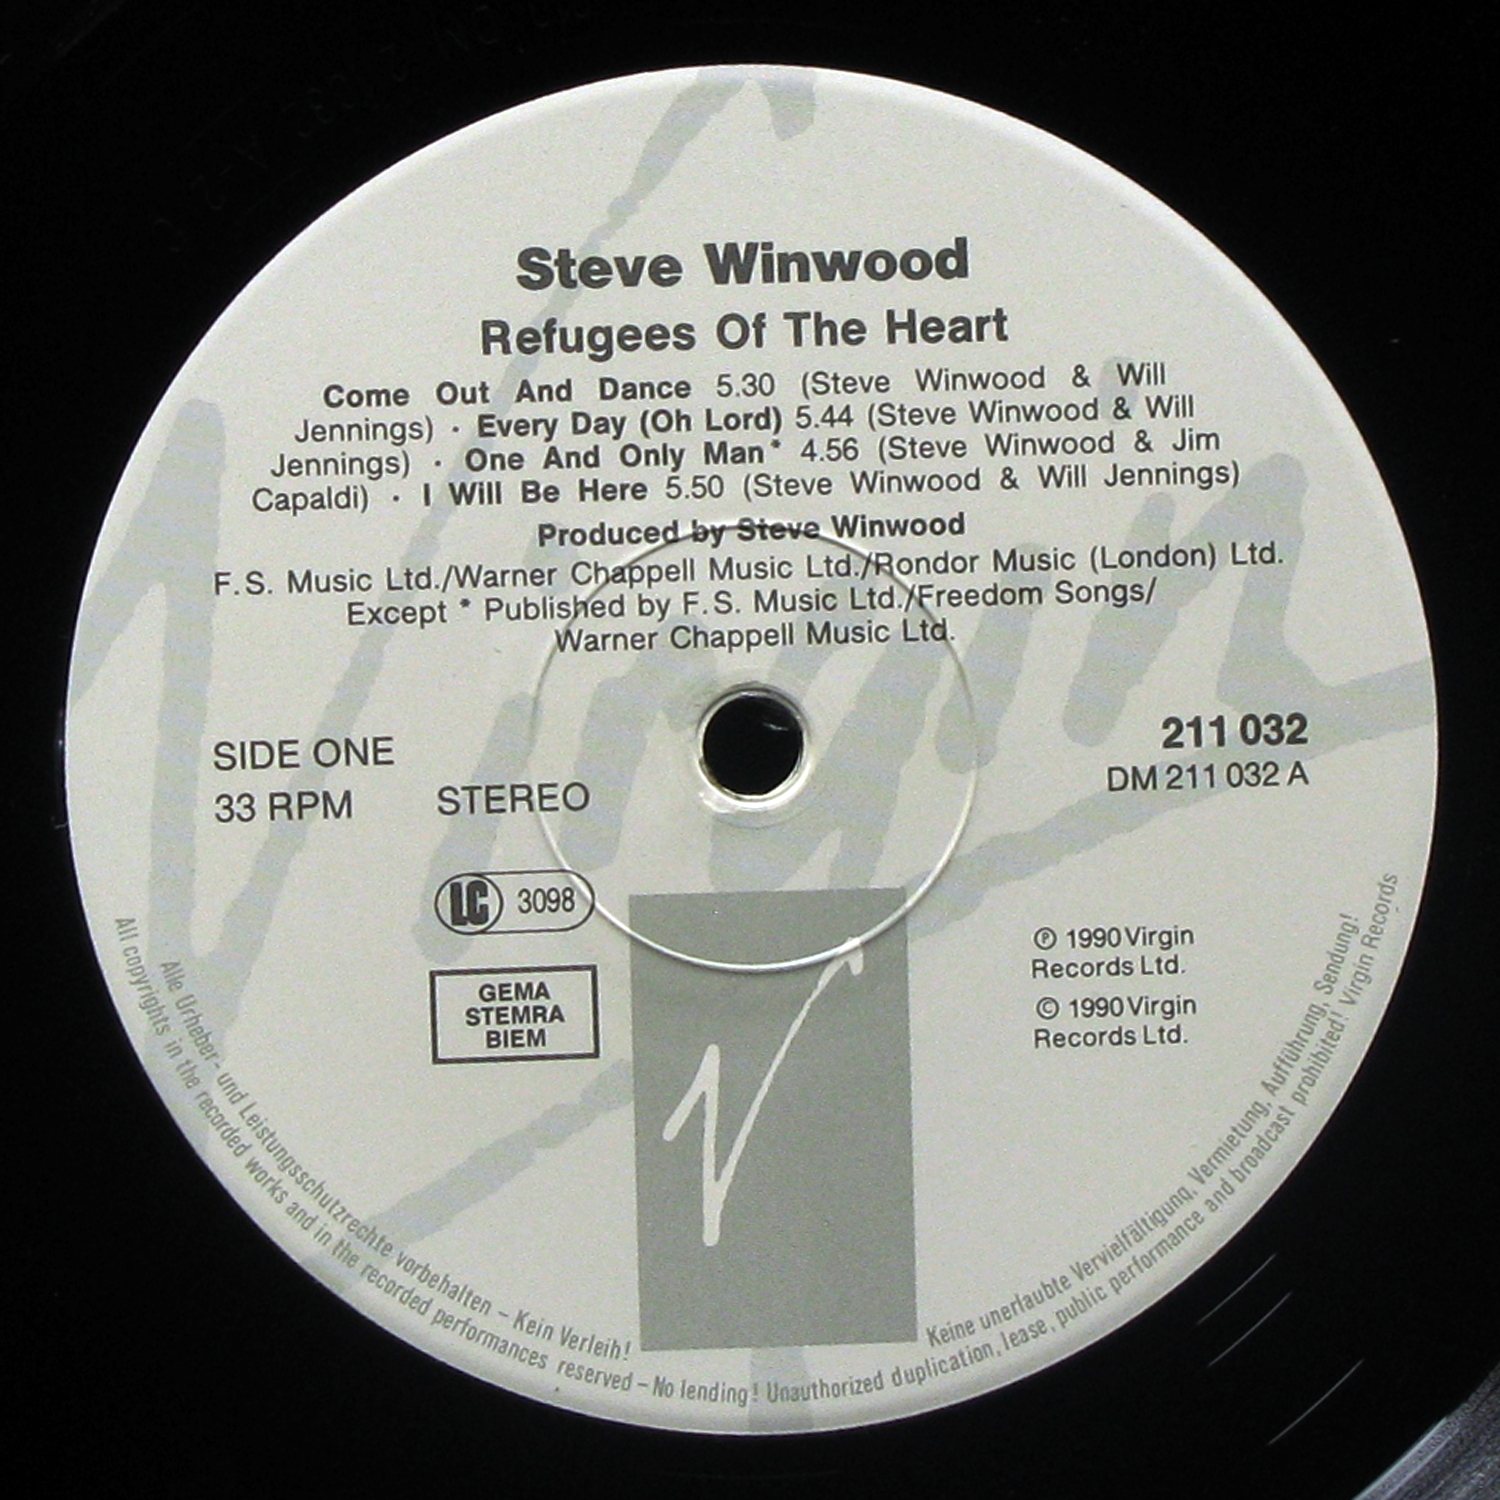 Steve Winwood
Refugees Of The Heart
Come Out And Dance 5.30 (Steve Winwood & Will
Jennings) · Every Day (Oh Lord) 5.44 (Steve Winwood & Will
Jennings) · One And Only Man* 4.56 (Steve Winwood & Jim
Capaldi) · I Will Be Here 5.50 (Steve Winwood & Will Jennings)
Produced by Steve Winwood
F.S. Music Ltd./Warner Chappell Music Ltd./Rondor Music (London) Ltd.
Except * Published by F.S. Music Ltd./Freedom Songs/
Warner Chappell Music Ltd.
Virgin
SIDE ONE
33 RPM
STEREO
211 032
DM 211 032 A
LC 3098
GEMA
STEMRA
BIEM
V
℗ 1990 Virgin
Records Ltd.
© 1990 Virgin
Records Ltd.
Alle Urheber- und Leistungsschutzrechte vorbehalten – Kein Verleih! Keine unerlaubte Vervielfältigung, Vermietung, Aufführung, Sendung!
All copyrights in the recorded works and in the recorded performances reserved – No lending! Unauthorized duplication, lease, public performance and broadcast prohibited! Virgin Records